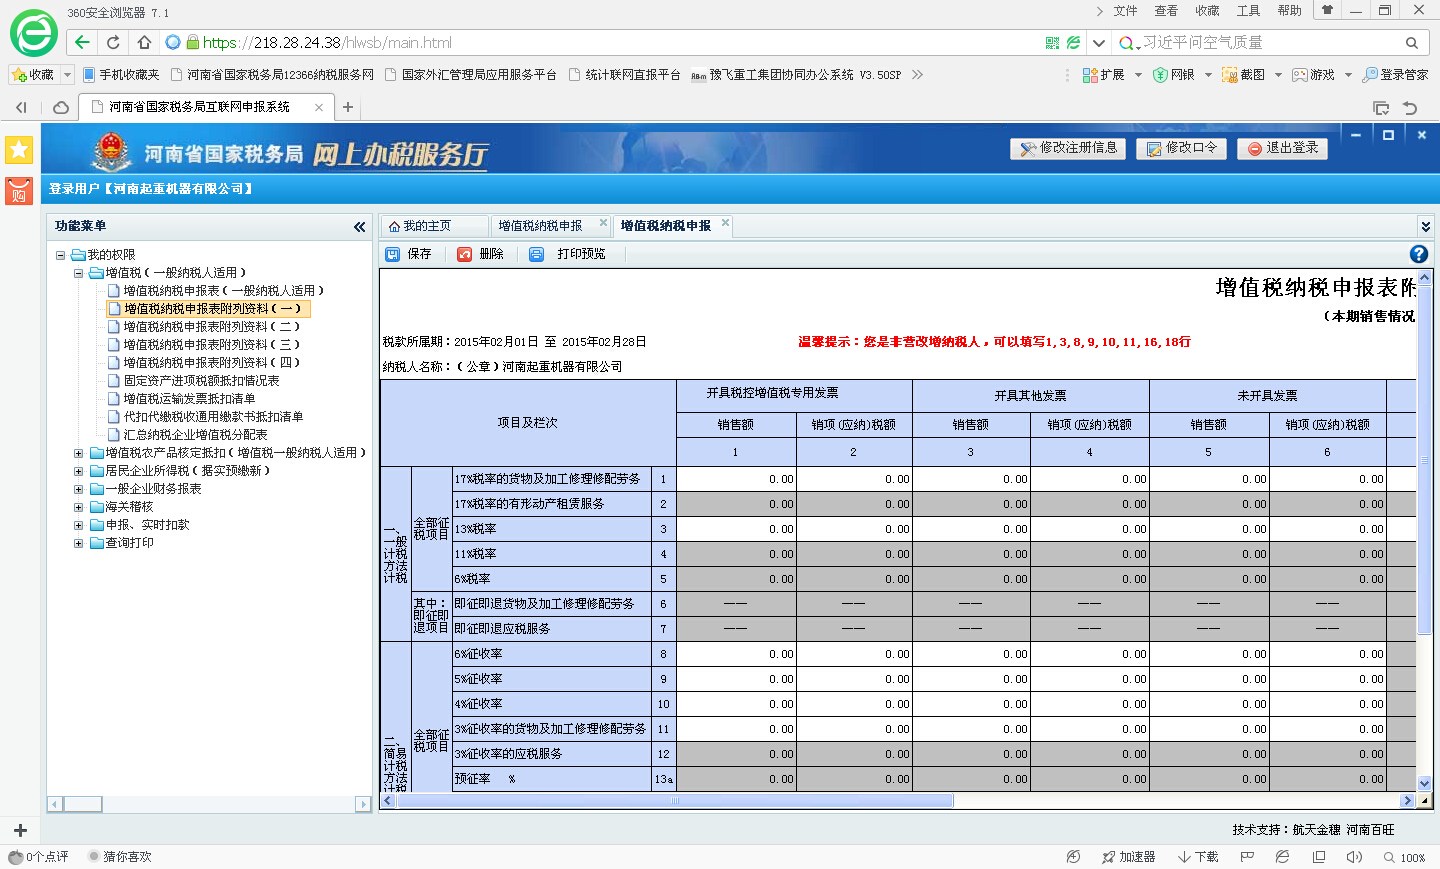 360安全浏览器 7.1
文件 查看 收藏 工具 帮助
https://218.28.24.38/hlwsb/main.html
习近平问空气质量
收藏 手机收藏夹 河南省国家税务局12366纳税服务网 国家外汇管理局应用服务平台 统计联网直报平台 豫飞重工集团协同办公系统 V3.50SP
扩展 网银 截图 游戏 登录管家
河南省国家税务局互联网申报系统
河南省国家税务局 网上办税服务厅
修改注册信息 修改口令 退出登录
购
登录用户【河南起重机器有限公司】
功能菜单
我的权限
增值税(一般纳税人适用)
增值税纳税申报表(一般纳税人适用)
增值税纳税申报表附列资料(一)
增值税纳税申报表附列资料(二)
增值税纳税申报表附列资料(三)
增值税纳税申报表附列资料(四)
固定资产进项税额抵扣情况表
增值税运输发票抵扣清单
代扣代缴税收通用缴款书抵扣清单
汇总纳税企业增值税分配表
增值税农产品核定抵扣(增值税一般纳税人适用)
居民企业所得税(据实预缴新)
一般企业财务报表
海关稽核
申报、实时扣款
查询打印
我的主页 增值税纳税申报 增值税纳税申报
保存 删除 打印预览
增值税纳税申报表附
(本期销售情况
税款所属期:2015年02月01日 至 2015年02月28日
温馨提示:您是非营改增纳税人,可以填写1,3,8,9,10,11,16,18行
纳税人名称:(公章)河南起重机器有限公司
项目及栏次 开具税控增值税专用发票 开具其他发票 未开具发票
销售额 销项(应纳)税额 销售额 销项(应纳)税额 销售额 销项(应纳)税额
1 2 3 4 5 6
一、一般计税方法计税
全部征税项目
17%税率的货物及加工修理修配劳务 1 0.00 0.00 0.00 0.00 0.00 0.00
17%税率的有形动产租赁服务 2 0.00 0.00 0.00 0.00 0.00 0.00
13%税率 3 0.00 0.00 0.00 0.00 0.00 0.00
11%税率 4 0.00 0.00 0.00 0.00 0.00 0.00
6%税率 5 0.00 0.00 0.00 0.00 0.00 0.00
其中:即征即退项目
即征即退货物及加工修理修配劳务 6 —— —— —— —— —— ——
即征即退应税服务 7 —— —— —— —— —— ——
二、简易计税方法计税
全部征税项目
6%征收率 8 0.00 0.00 0.00 0.00 0.00 0.00
5%征收率 9 0.00 0.00 0.00 0.00 0.00 0.00
4%征收率 10 0.00 0.00 0.00 0.00 0.00 0.00
3%征收率的货物及加工修理修配劳务 11 0.00 0.00 0.00 0.00 0.00 0.00
3%征收率的应税服务 12 0.00 0.00 0.00 0.00 0.00 0.00
预征率 % 13a 0.00 0.00 0.00 0.00 0.00 0.00
技术支持:航天金穗 河南百旺
0个点评 猜你喜欢
加速器 下载 100%